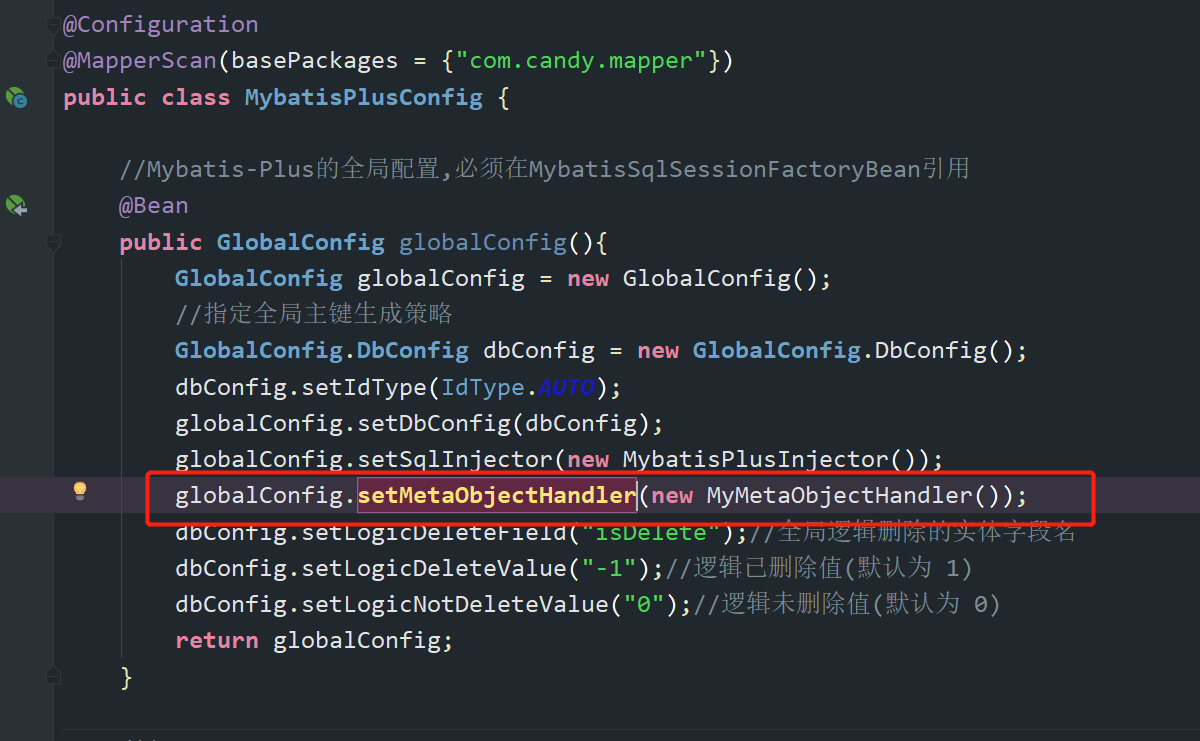 @Configuration
@MapperScan(basePackages = {"com.candy.mapper"})
public class MybatisPlusConfig {
//Mybatis-Plus的全局配置,必须在MybatisSqlSessionFactoryBean引用
@Bean
public GlobalConfig globalConfig(){
GlobalConfig globalConfig = new GlobalConfig();
//指定全局主键生成策略
GlobalConfig.DbConfig dbConfig = new GlobalConfig.DbConfig();
dbConfig.setIdType(IdType.AUTO);
globalConfig.setDbConfig(dbConfig);
globalConfig.setSqlInjector(new MybatisPlusInjector());
globalConfig.setMetaObjectHandler(new MyMetaObjectHandler());
dbConfig.setLogicDeleteField("isDelete");//全局逻辑删除的实体字段名
dbConfig.setLogicDeleteValue("-1");//逻辑已删除值(默认为 1)
dbConfig.setLogicNotDeleteValue("0");//逻辑未删除值(默认为 0)
return globalConfig;
}